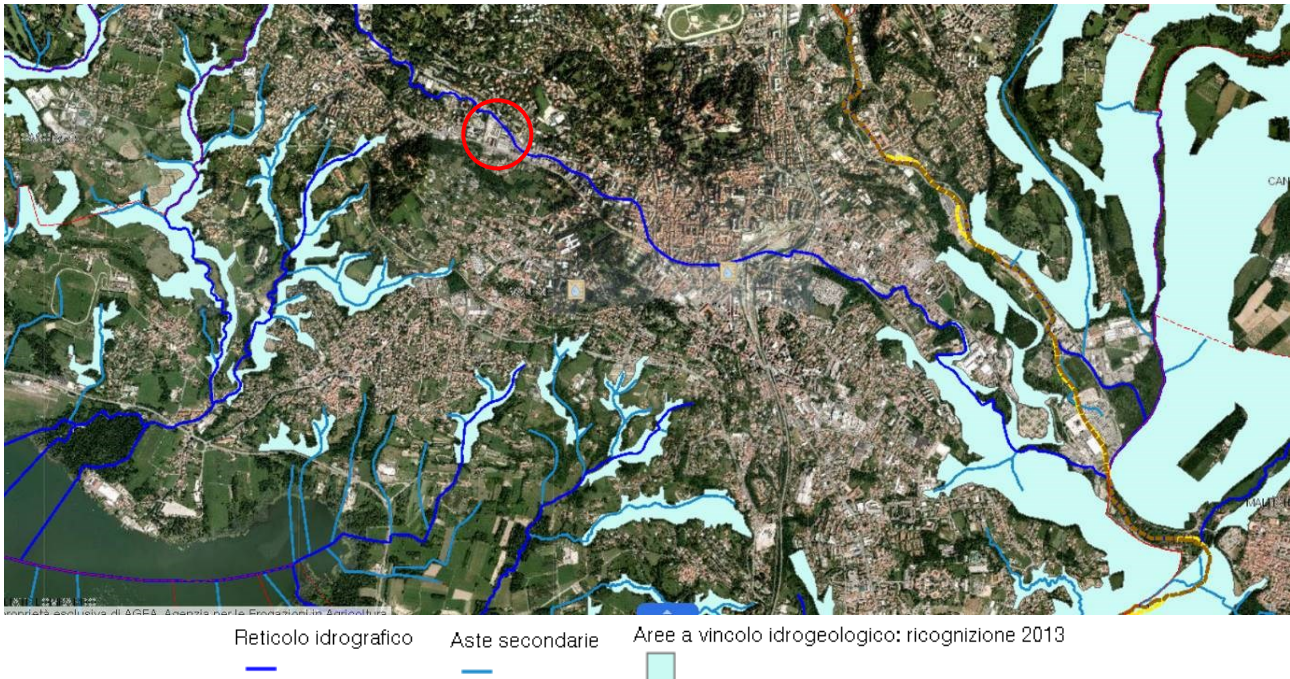 CAN
proprietà esclusiva di AGEA, Agenzia per le Erogazioni in Agricoltura
Reticolo idrografico
Aste secondarie
Aree a vincolo idrogeologico: ricognizione 2013